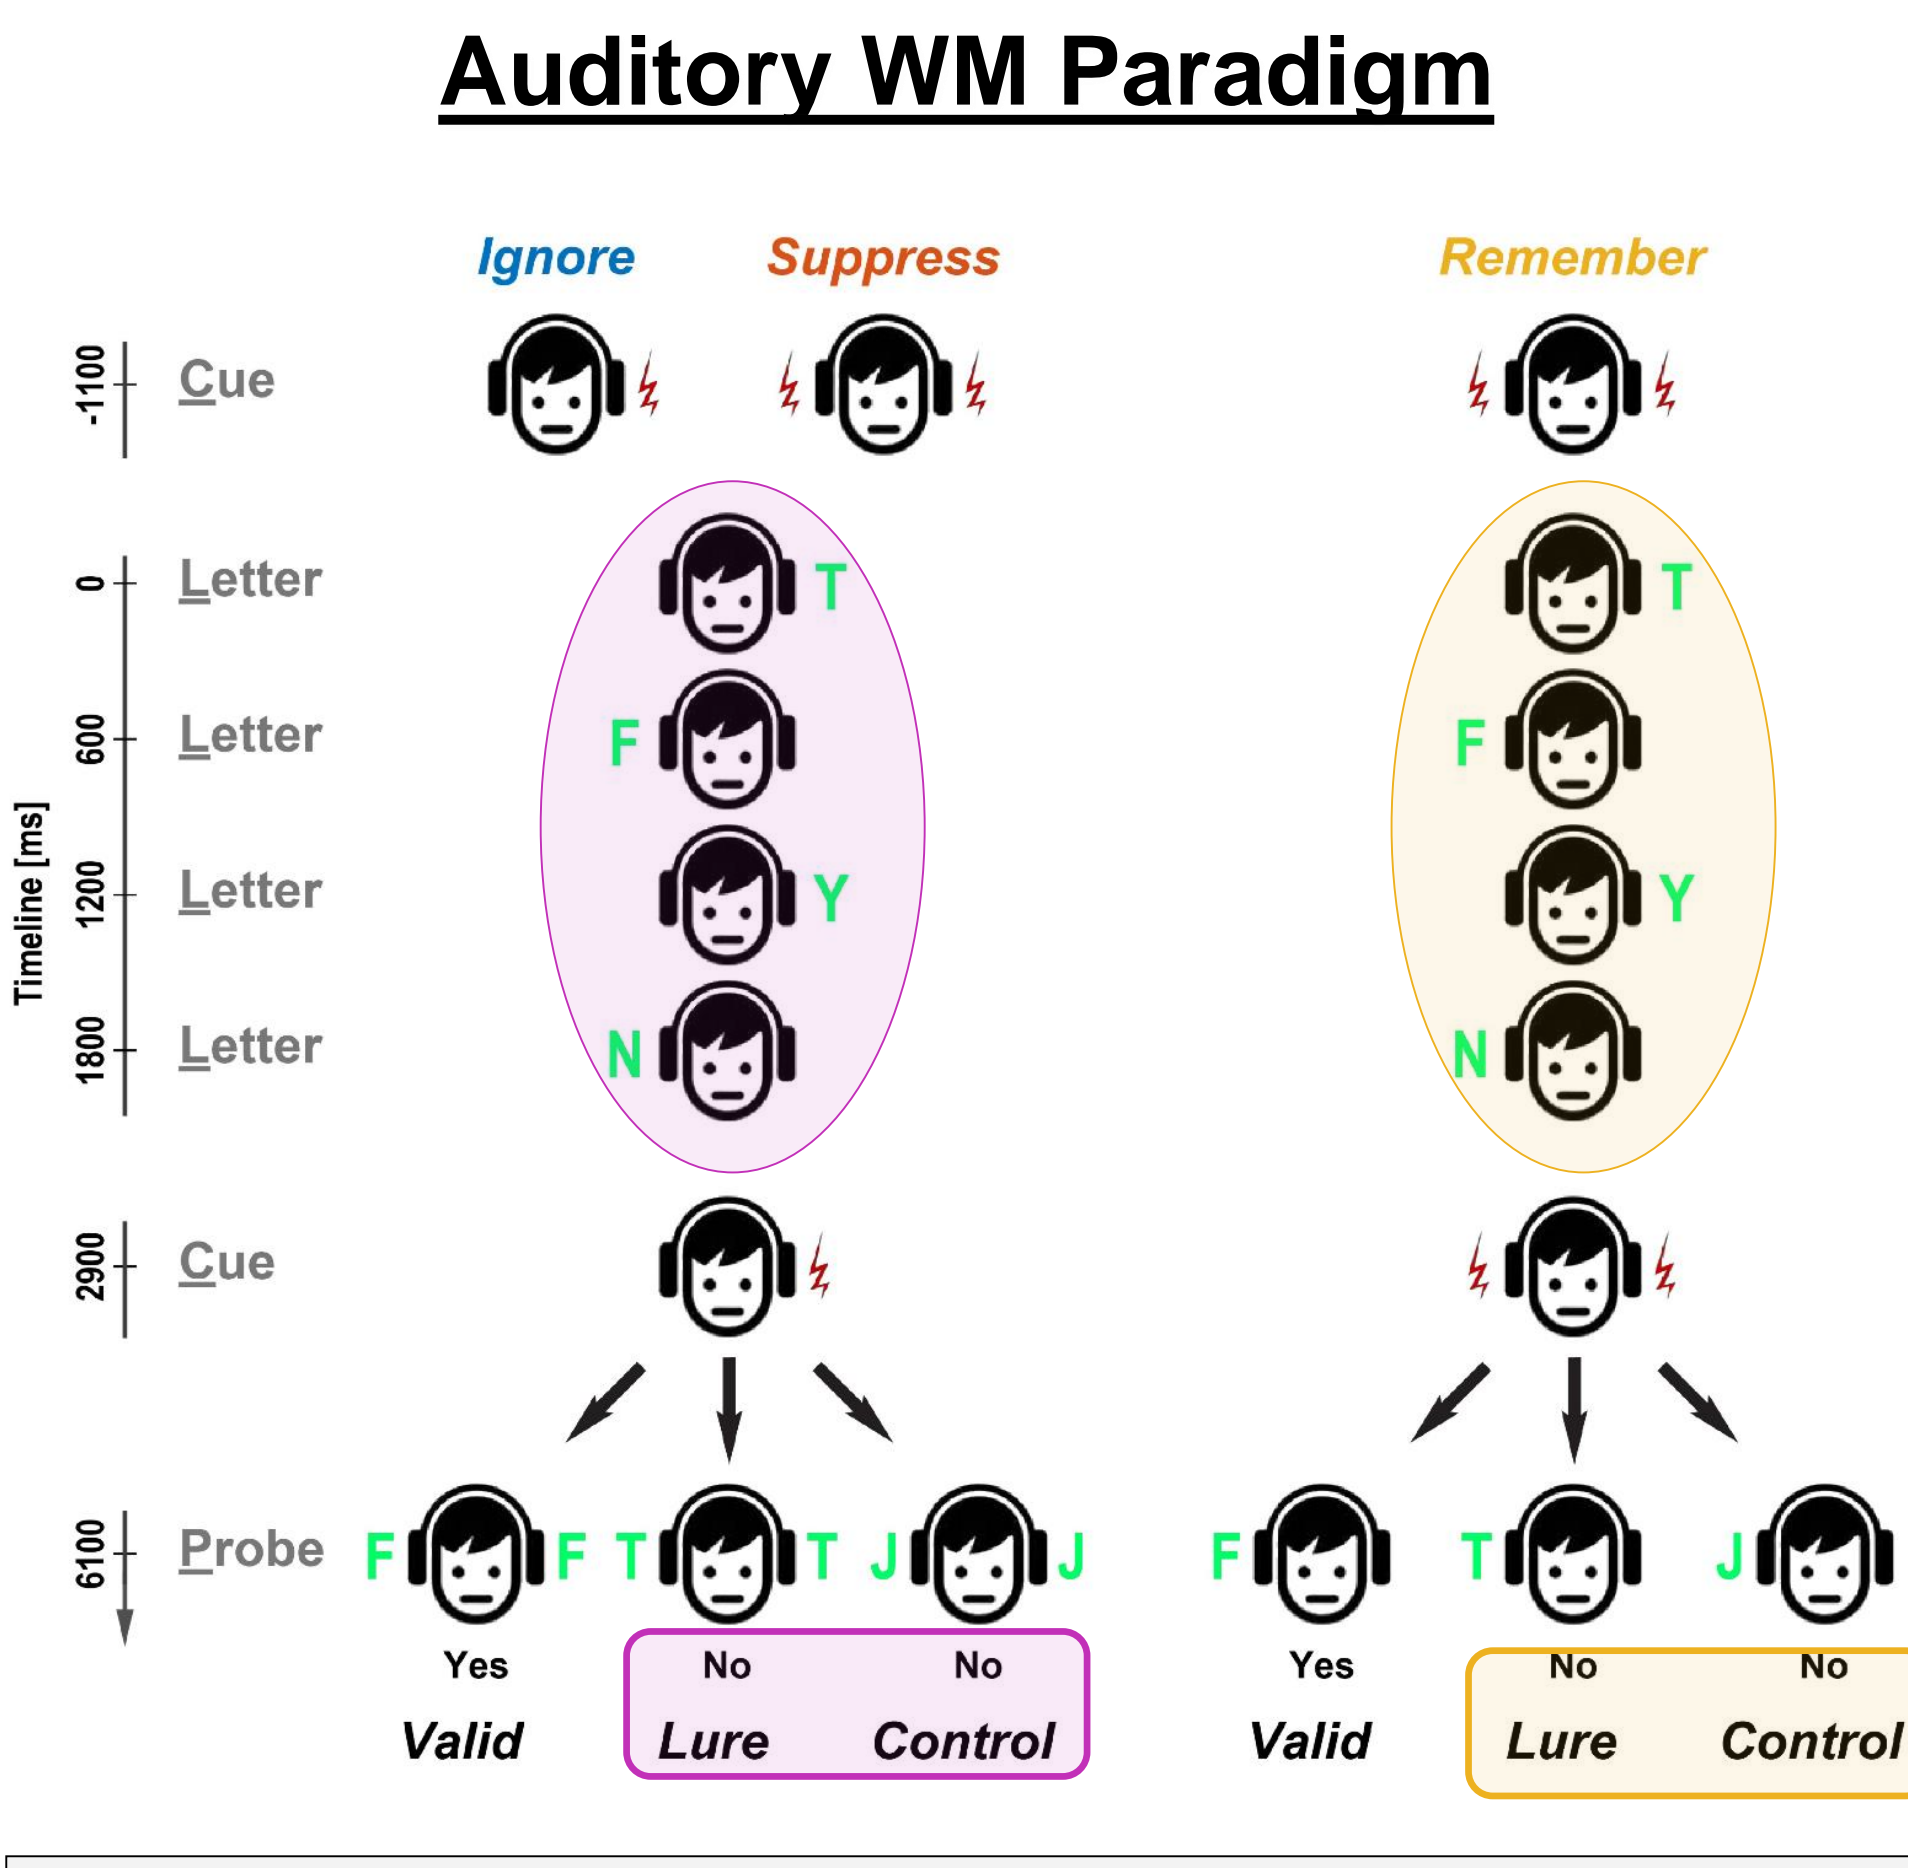 Auditory WM Paradigm
Ignore Suppress Remember
-1100 Cue
0 Letter T T
600 Letter F F
1200 Letter Y Y
1800 Letter N N
Timeline [ms]
2900 Cue
6100 Probe F F T T J J F T J
Yes No No Yes No No
Valid Lure Control Valid Lure Control